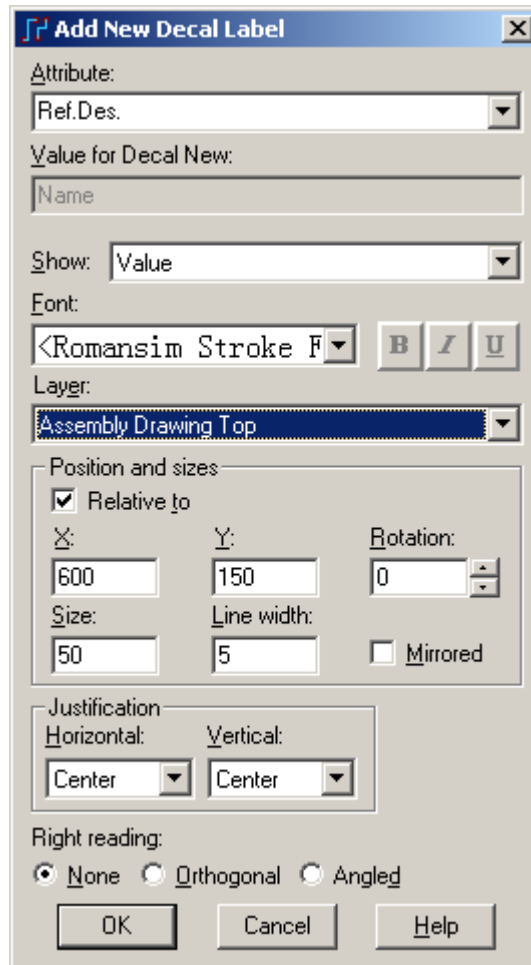 Add New Decal Label
Attribute:
Ref.Des.
Value for Decal New:
Name
Show: Value
Font:
<Romansim Stroke F B I U
Layer:
Assembly Drawing Top
Position and sizes
Relative to
X: Y: Rotation:
600 150 0
Size: Line width:
50 5 Mirrored
Justification
Horizontal: Vertical:
Center Center
Right reading:
None Orthogonal Angled
OK Cancel Help